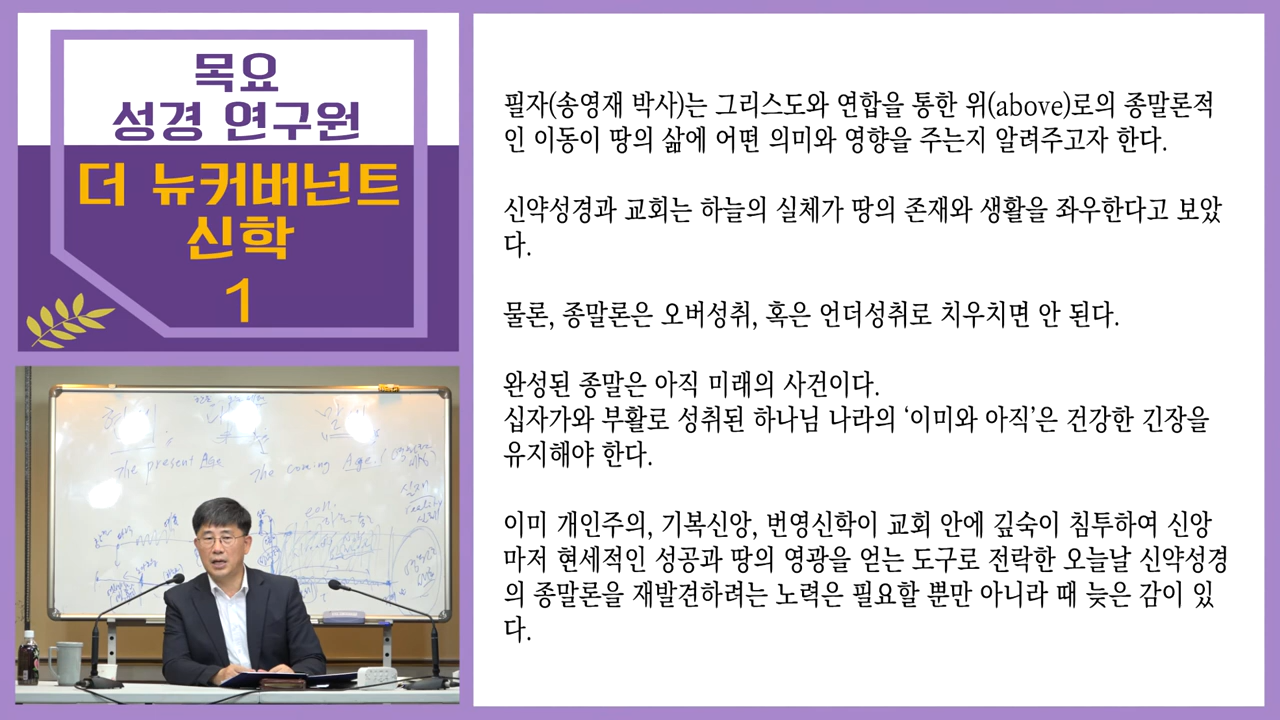 목요
성경 연구원
더 뉴커버넌트
신학
1
필자(송영재 박사)는 그리스도와 연합을 통한 위(above)로의 종말론적
인 이동이 땅의 삶에 어떤 의미와 영향을 주는지 알려주고자 한다.
신약성경과 교회는 하늘의 실체가 땅의 존재와 생활을 좌우한다고 보았
다.
물론, 종말론은 오버성취, 혹은 언더성취로 치우치면 안 된다.
완성된 종말은 아직 미래의 사건이다.
십자가와 부활로 성취된 하나님 나라의 ‘이미와 아직’은 건강한 긴장을
유지해야 한다.
이미 개인주의, 기복신앙, 번영신학이 교회 안에 깊숙이 침투하여 신앙
마저 현세적인 성공과 땅의 영광을 얻는 도구로 전락한 오늘날 신약성경
의 종말론을 재발견하려는 노력은 필요할 뿐만 아니라 때 늦은 감이 있
다.
The present Age
The coming Age